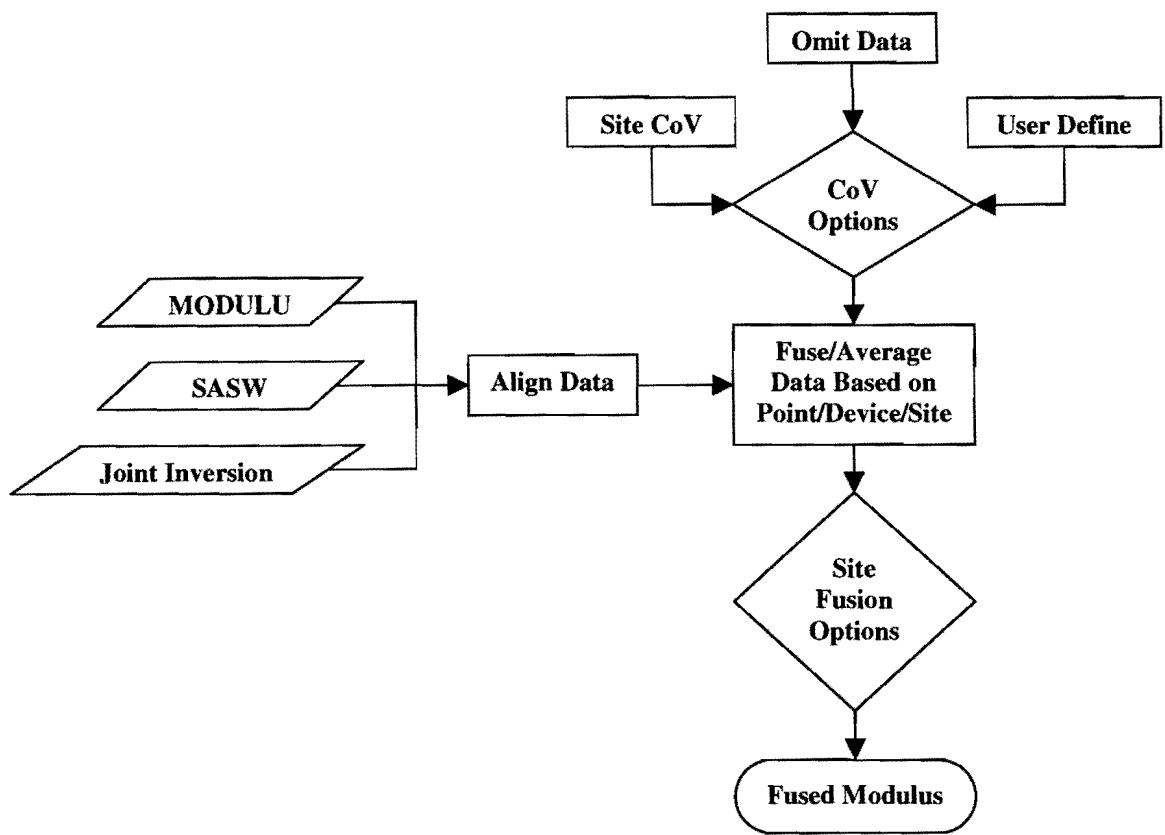 Omit Data
Site CoV
User Define
CoV
Options
MODULU
SASW
Joint Inversion
Align Data
Fuse/Average
Data Based on
Point/Device/Site
Site
Fusion
Options
Fused Modulus